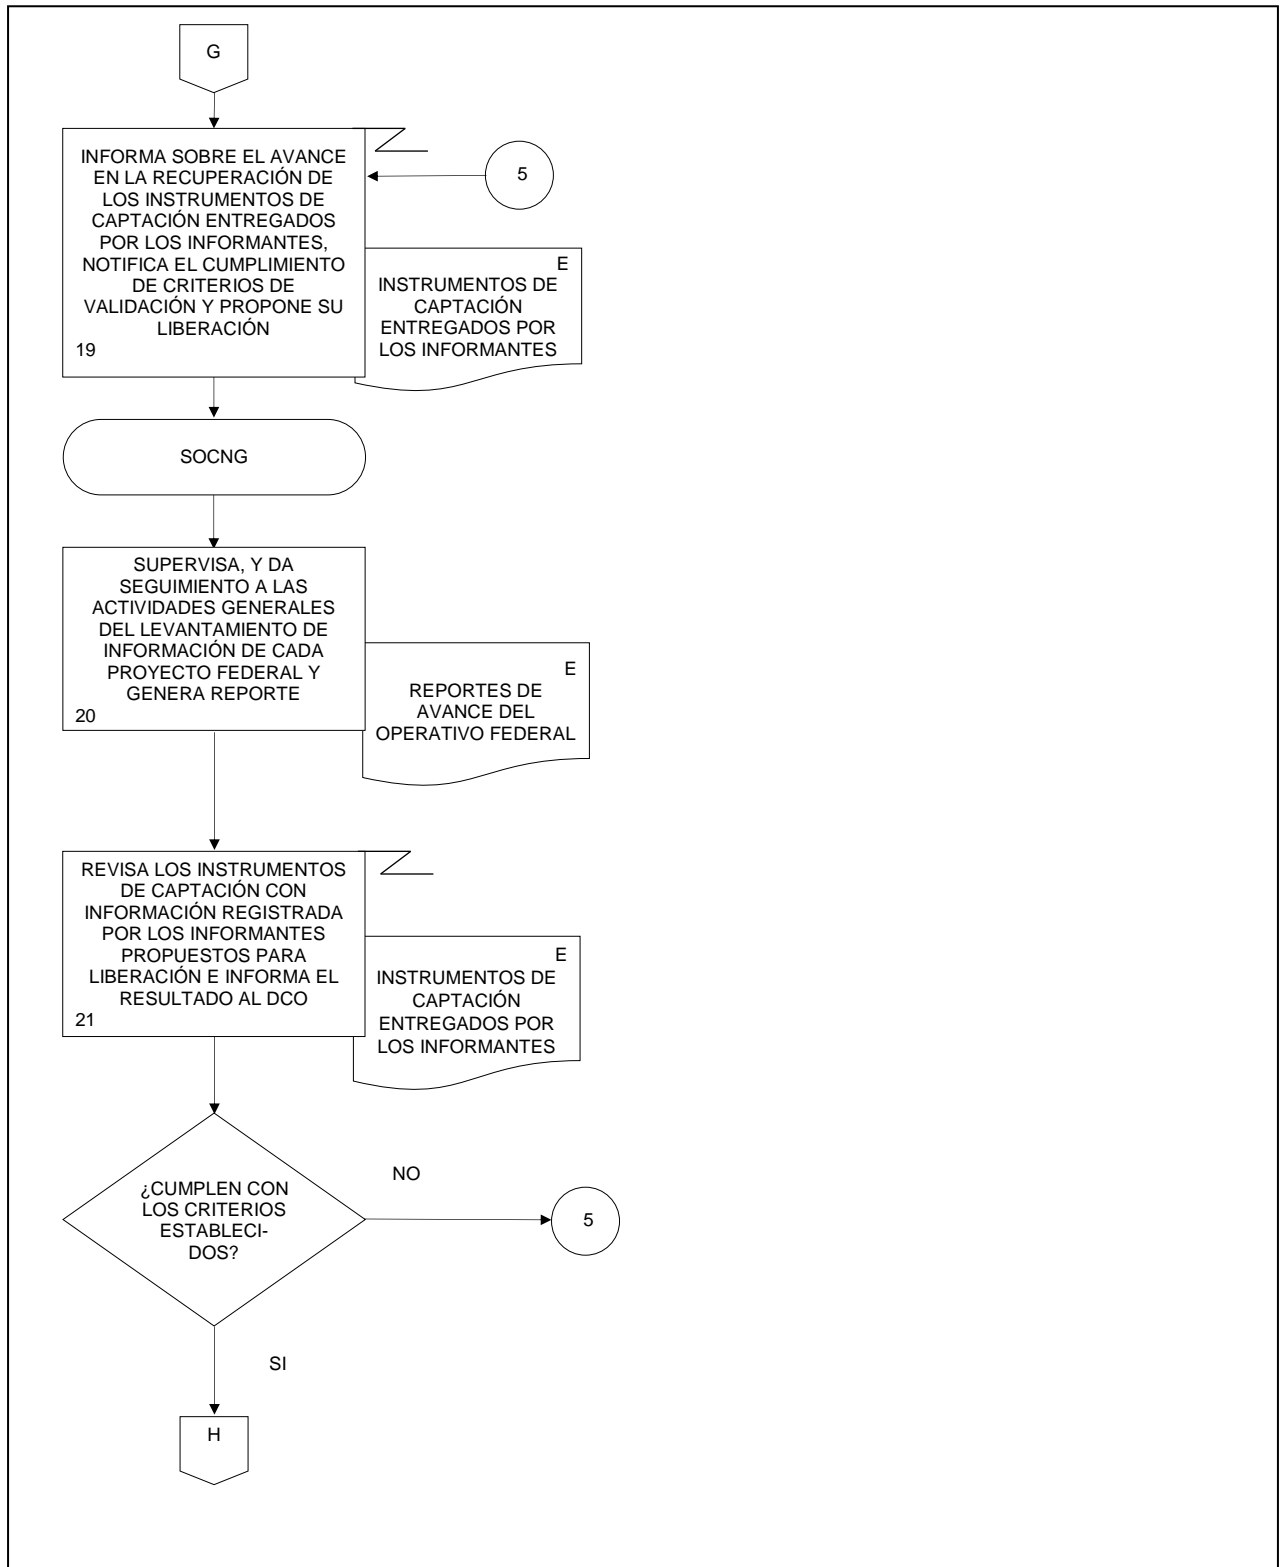 G
INFORMA SOBRE EL AVANCE
EN LA RECUPERACIÓN DE
LOS INSTRUMENTOS DE
CAPTACIÓN ENTREGADOS
POR LOS INFORMANTES,
NOTIFICA EL CUMPLIMIENTO
DE CRITERIOS DE
VALIDACIÓN Y PROPONE SU
LIBERACIÓN
19
5
E
INSTRUMENTOS DE
CAPTACIÓN
ENTREGADOS POR
LOS INFORMANTES
SOCNG
SUPERVISA, Y DA
SEGUIMIENTO A LAS
ACTIVIDADES GENERALES
DEL LEVANTAMIENTO DE
INFORMACIÓN DE CADA
PROYECTO FEDERAL Y
GENERA REPORTE
20
E
REPORTES DE
AVANCE DEL
OPERATIVO FEDERAL
REVISA LOS INSTRUMENTOS
DE CAPTACIÓN CON
INFORMACIÓN REGISTRADA
POR LOS INFORMANTES
PROPUESTOS PARA
LIBERACIÓN E INFORMA EL
RESULTADO AL DCO
21
E
INSTRUMENTOS DE
CAPTACIÓN
ENTREGADOS POR
LOS INFORMANTES
¿CUMPLEN CON
LOS CRITERIOS
ESTABLECI-
DOS?
NO
5
SI
H